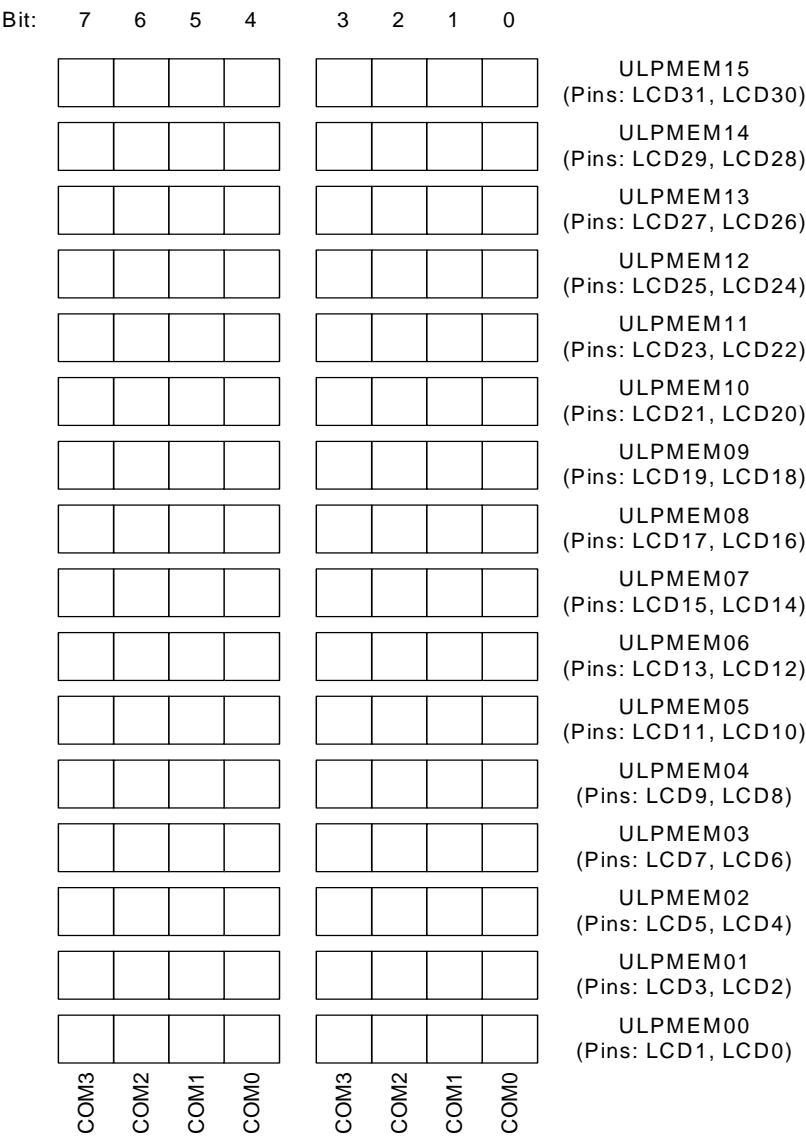 Bit: 7 6 5 4 3 2 1 0
ULPMEM15
(Pins: LCD31, LCD30)
ULPMEM14
(Pins: LCD29, LCD28)
ULPMEM13
(Pins: LCD27, LCD26)
ULPMEM12
(Pins: LCD25, LCD24)
ULPMEM11
(Pins: LCD23, LCD22)
ULPMEM10
(Pins: LCD21, LCD20)
ULPMEM09
(Pins: LCD19, LCD18)
ULPMEM08
(Pins: LCD17, LCD16)
ULPMEM07
(Pins: LCD15, LCD14)
ULPMEM06
(Pins: LCD13, LCD12)
ULPMEM05
(Pins: LCD11, LCD10)
ULPMEM04
(Pins: LCD9, LCD8)
ULPMEM03
(Pins: LCD7, LCD6)
ULPMEM02
(Pins: LCD5, LCD4)
ULPMEM01
(Pins: LCD3, LCD2)
ULPMEM00
(Pins: LCD1, LCD0)
COM3
COM2
COM1
COM0
COM3
COM2
COM1
COM0